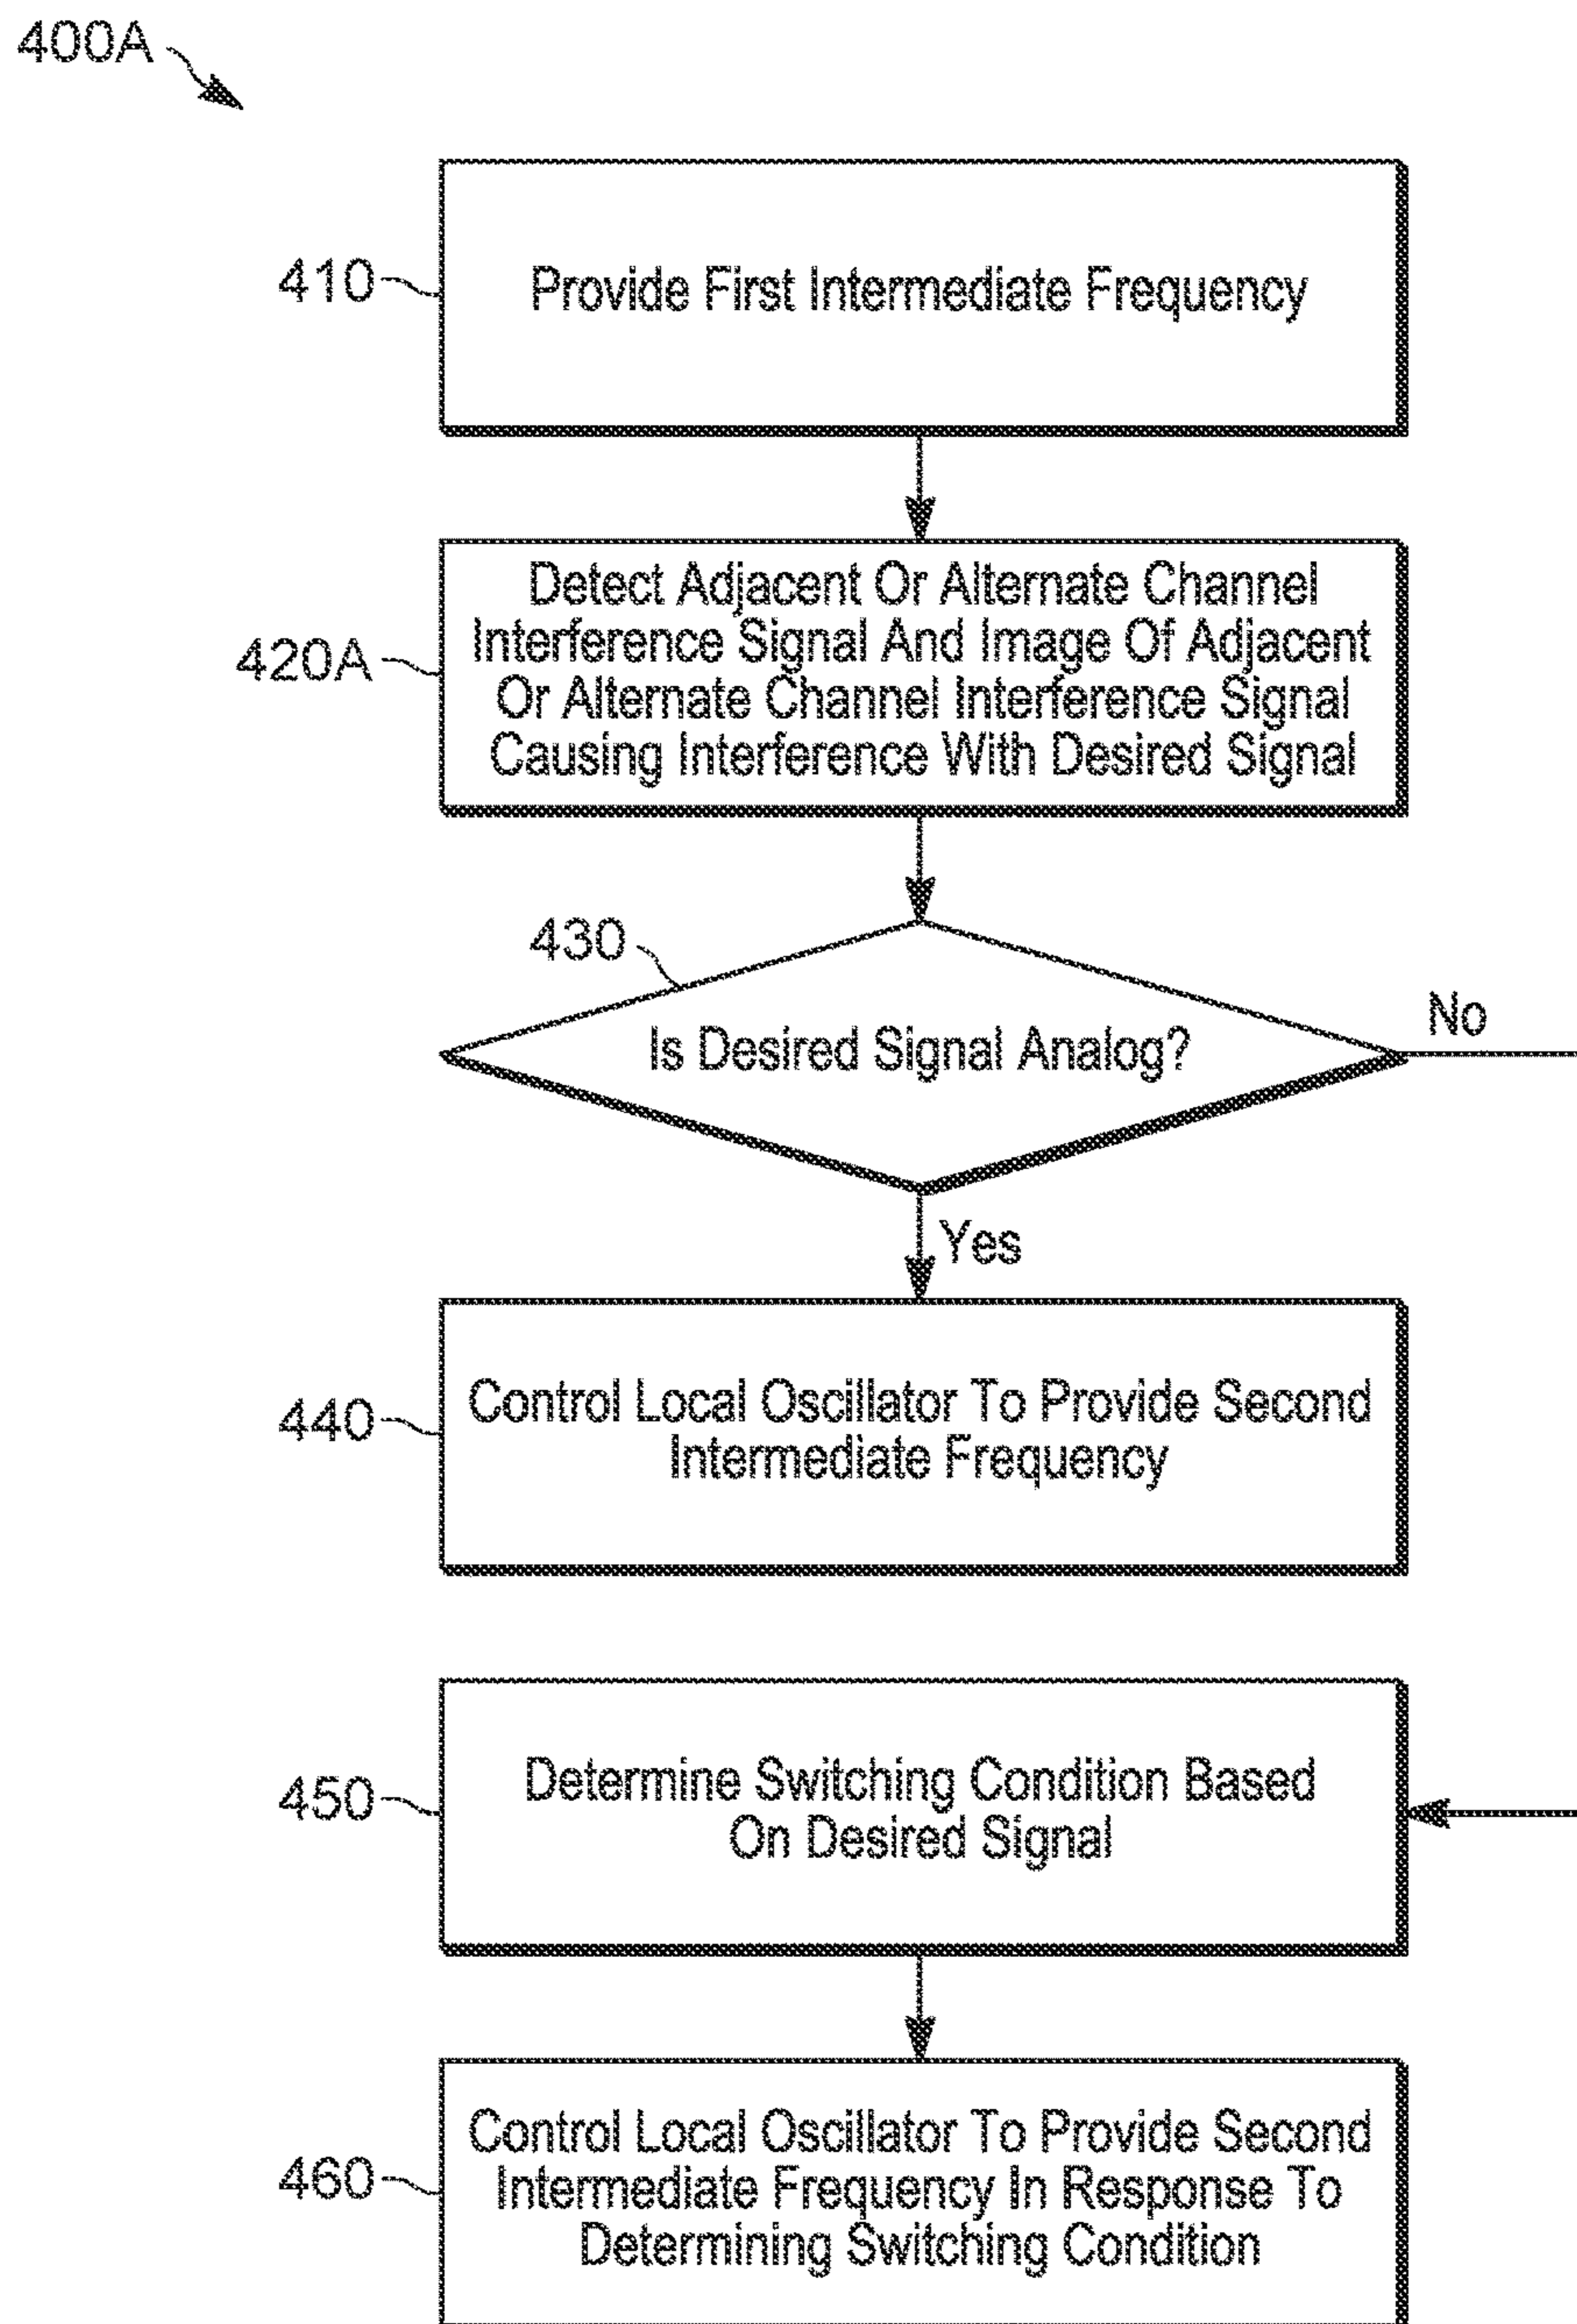 400A
410
Provide First Intermediate Frequency
420A
Detect Adjacent Or Alternate Channel
Interference Signal And Image Of Adjacent
Or Alternate Channel Interference Signal
Causing Interference With Desired Signal
430
Is Desired Signal Analog?
No
Yes
440
Control Local Oscillator To Provide Second
Intermediate Frequency
450
Determine Switching Condition Based
On Desired Signal
460
Control Local Oscillator To Provide Second
Intermediate Frequency In Response To
Determining Switching Condition